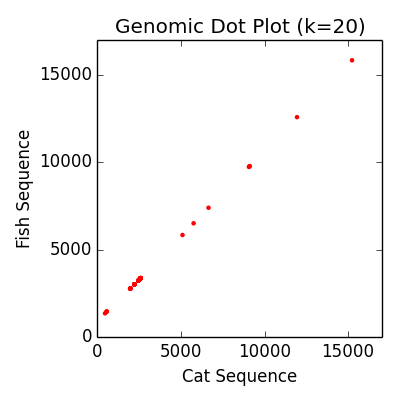 Genomic Dot Plot (k=20)
15000
10000
5000
0
Fish Sequence
0 5000 10000 15000
Cat Sequence